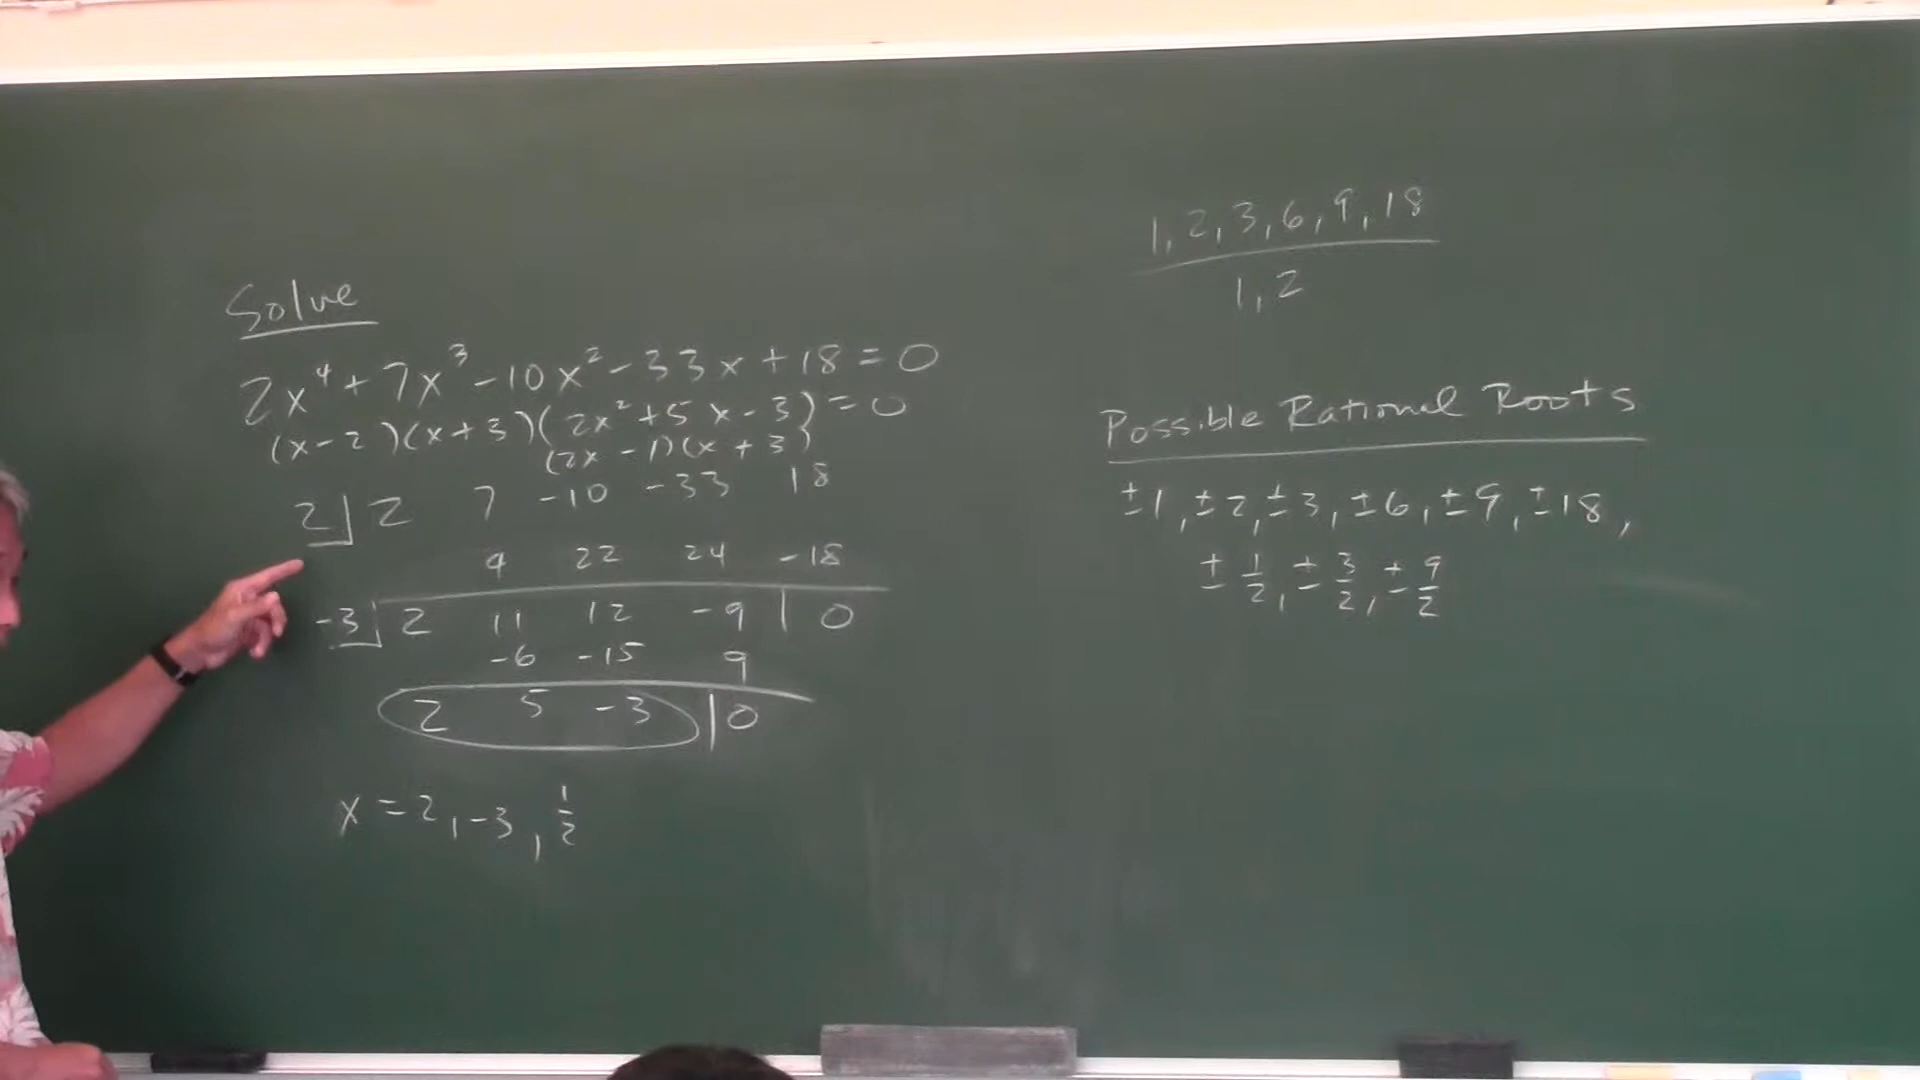 Solve
2x⁴ + 7x³ - 10x² - 33x + 18 = 0
(x - 2)(x + 3)(2x² + 5x - 3) = 0
(2x - 1)(x + 3)
2 | 2 7 -10 -33 18
4 22 24 -18
-3 | 2 11 12 -9 | 0
-6 -15 9
2 5 -3 | 0
x = 2, -3, 1/2
1, 2, 3, 6, 9, 18
1, 2
Possible Rational Roots
±1, ±2, ±3, ±6, ±9, ±18,
± 1/2, ± 3/2, ± 9/2